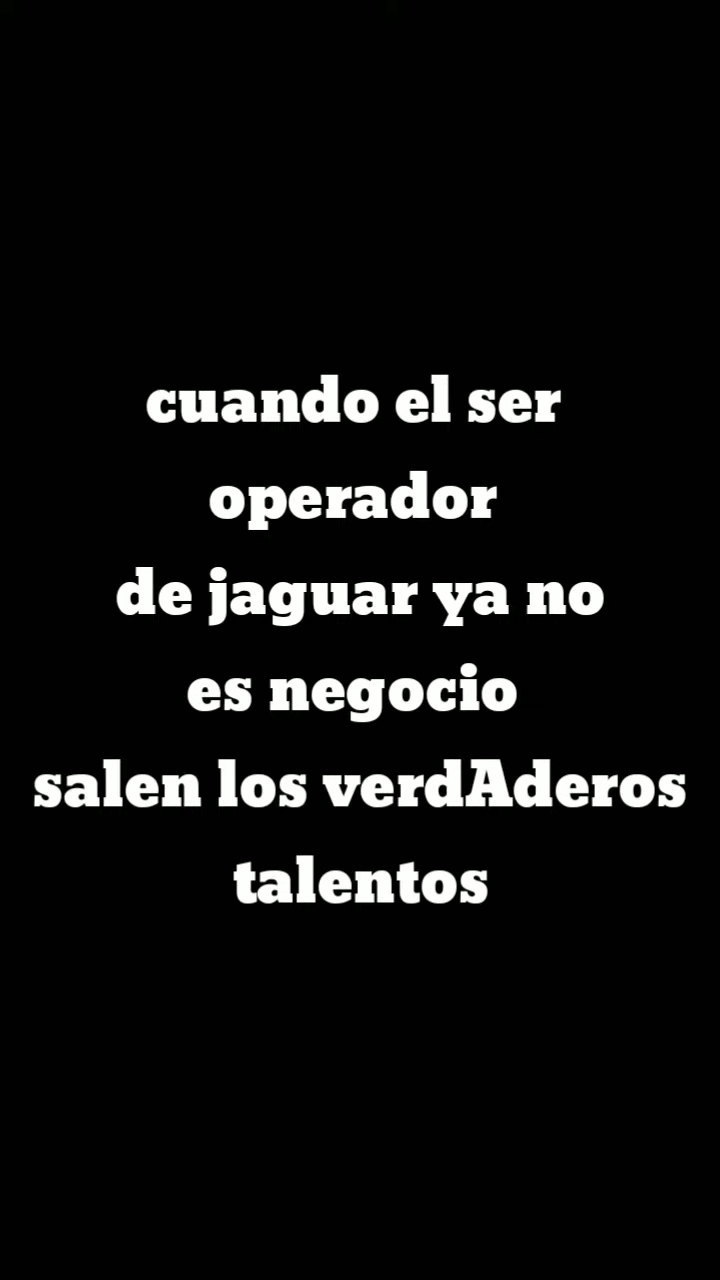 cuando el ser
operador
de jaguar ya no
es negocio
salen los verdAderos
talentos